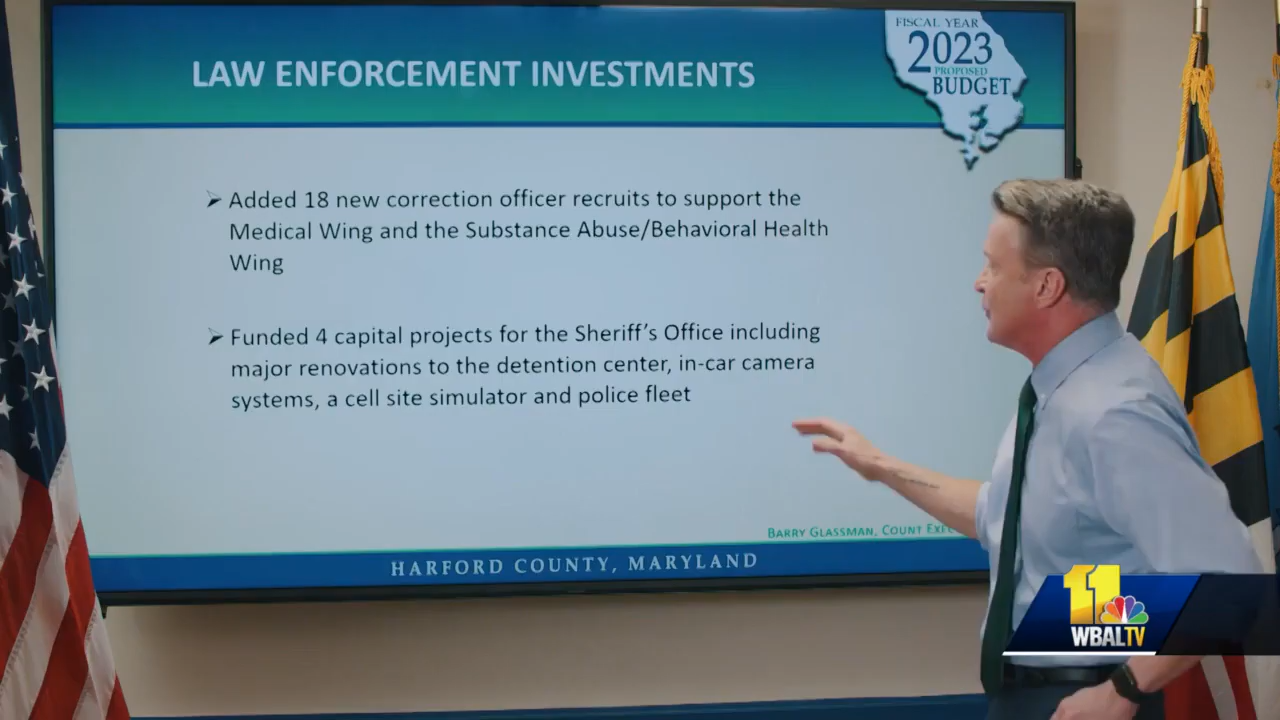 FISCAL YEAR
2023
PROPOSED
BUDGET
LAW ENFORCEMENT INVESTMENTS
Added 18 new correction officer recruits to support the
Medical Wing and the Substance Abuse/Behavioral Health
Wing
Funded 4 capital projects for the Sheriff's Office including
major renovations to the detention center, in-car camera
systems, a cell site simulator and police fleet
BARRY GLASSMAN, COUNT EXEC
HARFORD COUNTY, MARYLAND
11
WBALTV